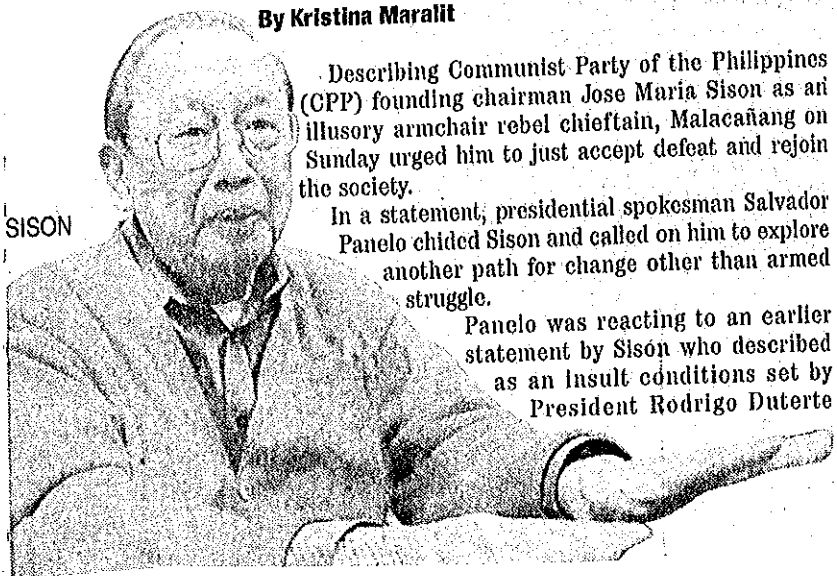 By Kristina Maralit
Describing Communist Party of the Philippines
(CPP) founding chairman Jose Maria Sison as an
illusory armchair rebel chieftain, Malacañang on
Sunday urged him to just accept defeat and rejoin
the society.
SISON
In a statement, presidential spokesman Salvador
Panelo chided Sison and called on him to explore
another path for change other than armed
struggle.
Panelo was reacting to an earlier
statement by Sison who described
as an insult conditions set by
President Rodrigo Duterte